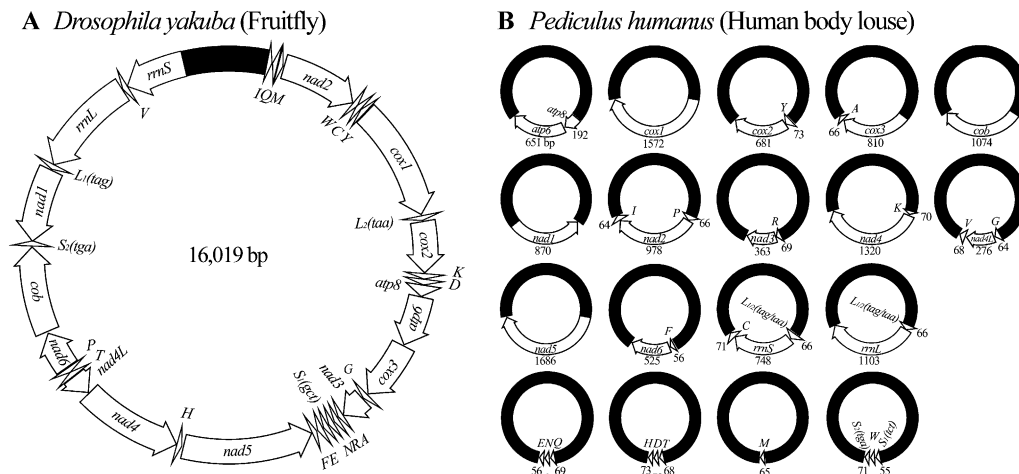 A Drosophila yakuba (Fruitfly)
rrnS
IQM
nad2
WCY
cox1
L2(taa)
cox2
K
D
atp8
atp6
cox3
G
nad3
NRA
FE
S1(gct)
nad5
H
nad4
nad4L
T
P
nad6
cob
S2(tga)
nad1
L1(tag)
rrnL
V
16,019 bp
B Pediculus humanus (Human body louse)
atp8
atp6 192
651 bp
cox1
1572
Y
cox2 73
681
A
66 cox3
810
cob
1074
nad1
870
I P
64 nad2 66
978
R
nad3 69
363
K
nad4 70
1320
V G
68 nad4L 64
276
nad5
1686
F
nad6 56
525
L1/2(tag/taa)
C
71 rrnS 66
748
L1/2(tag/taa)
rrnL 66
1103
ENQ
56 69
HDT
73 68
M
65
S2(tga) W S1(tct)
71 55